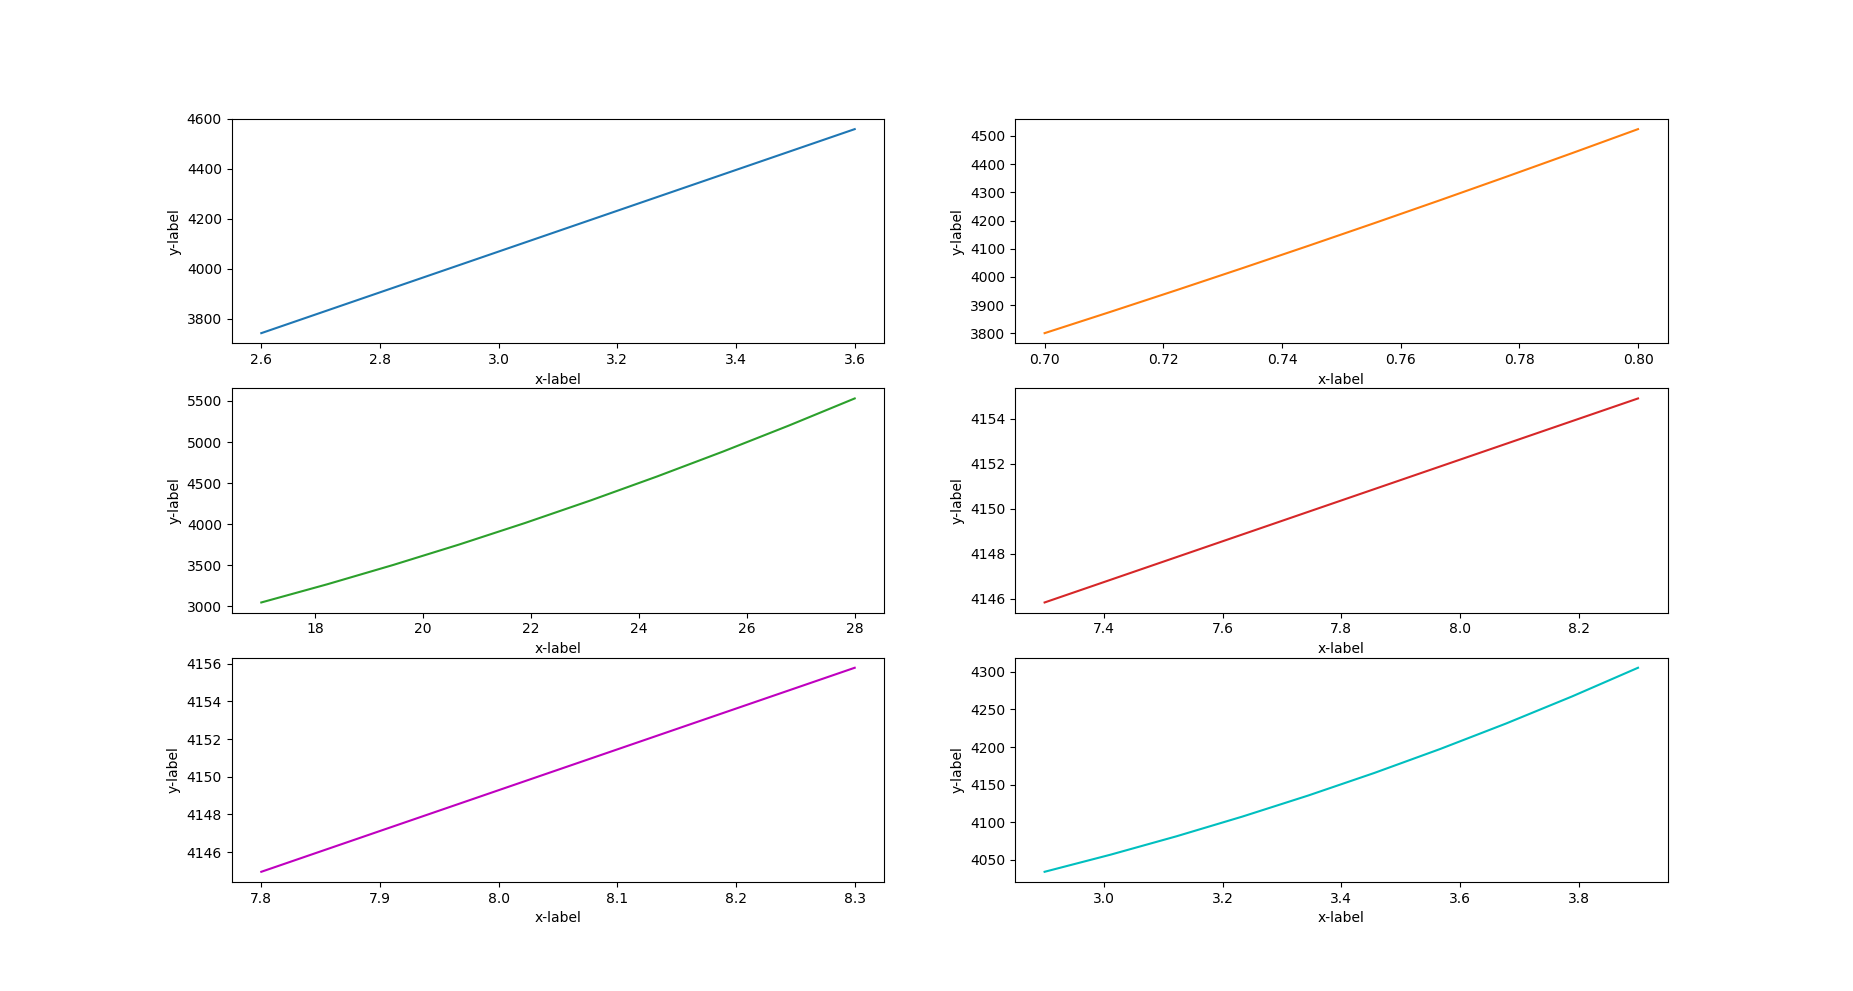 4600
4400
4200
4000
3800
y-label
2.6 2.8 3.0 3.2 3.4 3.6
x-label
4500
4400
4300
4200
4100
4000
3900
3800
y-label
0.70 0.72 0.74 0.76 0.78 0.80
x-label
5500
5000
4500
4000
3500
3000
y-label
18 20 22 24 26 28
x-label
4154
4152
4150
4148
4146
y-label
7.4 7.6 7.8 8.0 8.2
x-label
4156
4154
4152
4150
4148
4146
y-label
7.8 7.9 8.0 8.1 8.2 8.3
x-label
4300
4250
4200
4150
4100
4050
y-label
3.0 3.2 3.4 3.6 3.8
x-label